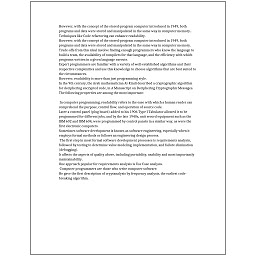 However, with the concept of the stored-program computer introduced in 1949, both
programs and data were stored and manipulated in the same way in computer memory.
Techniques like Code refactoring can enhance readability.
However, with the concept of the stored-program computer introduced in 1949, both
programs and data were stored and manipulated in the same way in computer memory.
Trade-offs from this ideal involve finding enough programmers who know the language to
build a team, the availability of compilers for that language, and the efficiency with which
programs written in a given language execute.
Expert programmers are familiar with a variety of well-established algorithms and their
respective complexities and use this knowledge to choose algorithms that are best suited to
the circumstances.
However, readability is more than just programming style.
In the 9th century, the Arab mathematician Al-Kindi described a cryptographic algorithm
for deciphering encrypted code, in A Manuscript on Decrypting Cryptographic Messages.
The following properties are among the most important:

In computer programming, readability refers to the ease with which a human reader can
comprehend the purpose, control flow, and operation of source code.
Later a control panel (plug board) added to his 1906 Type I Tabulator allowed it to be
programmed for different jobs, and by the late 1940s, unit record equipment such as the
IBM 602 and IBM 604, were programmed by control panels in a similar way, as were the
first electronic computers.
Sometimes software development is known as software engineering, especially when it
employs formal methods or follows an engineering design process.
The first step in most formal software development processes is requirements analysis,
followed by testing to determine value modeling, implementation, and failure elimination
(debugging).
It affects the aspects of quality above, including portability, usability and most importantly
maintainability.
One approach popular for requirements analysis is Use Case analysis.
Computer programmers are those who write computer software.
He gave the first description of cryptanalysis by frequency analysis, the earliest code-
breaking algorithm.